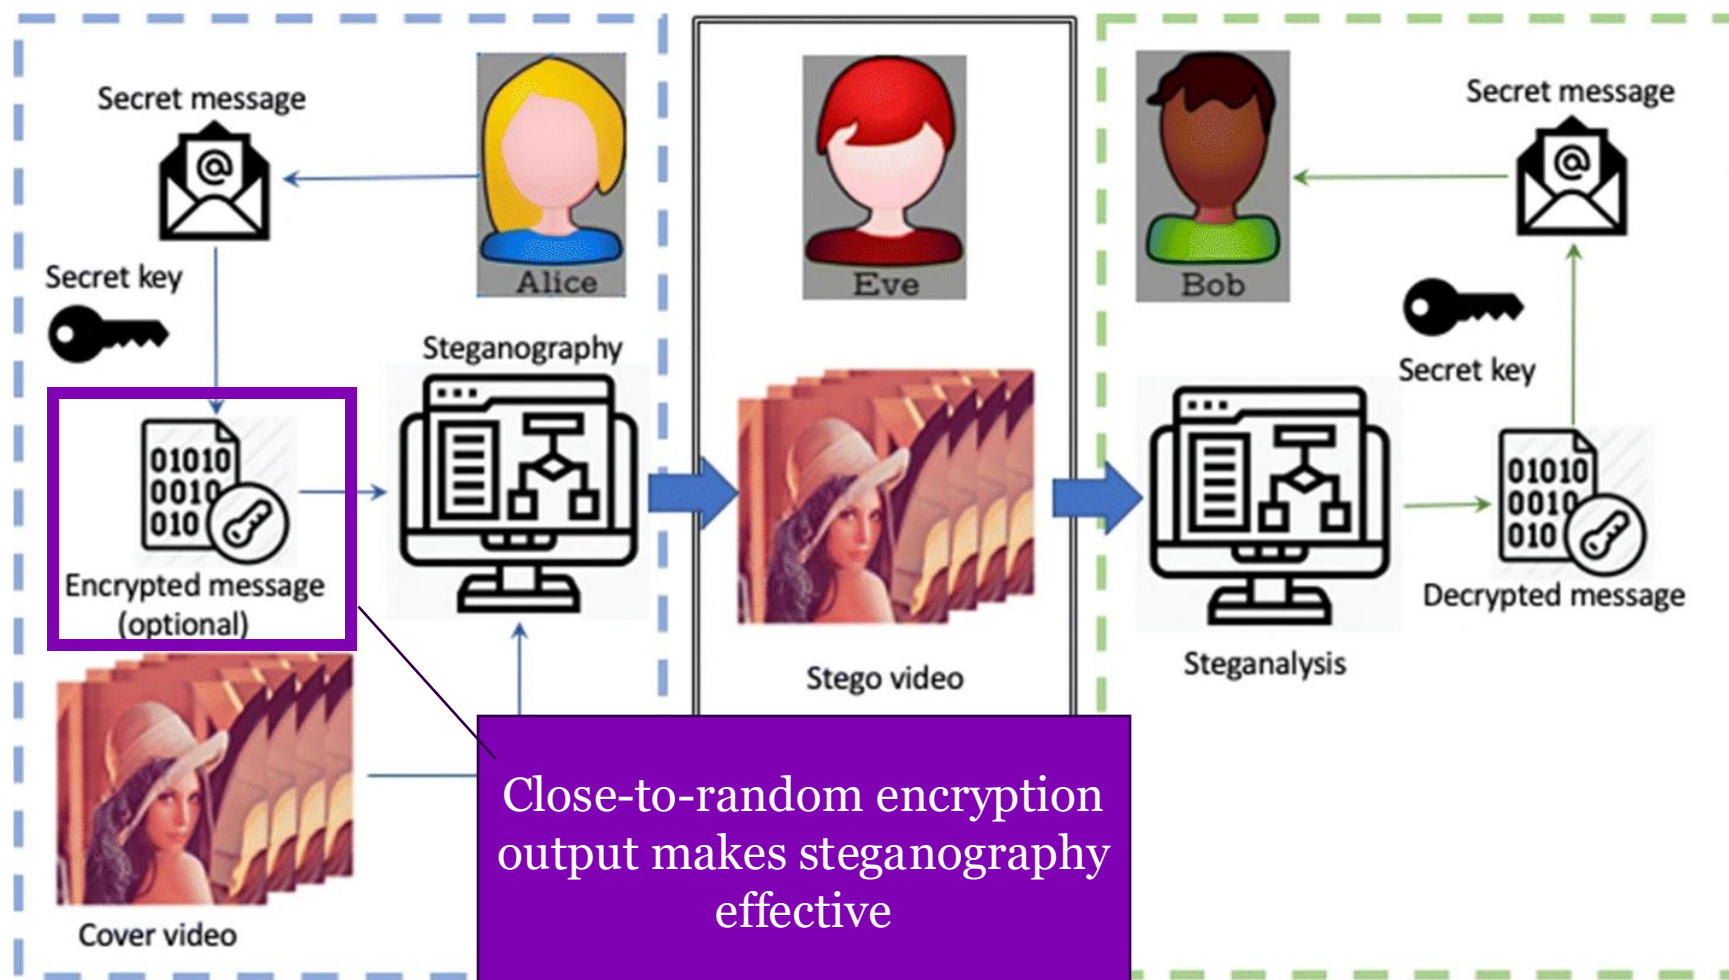 Secret message
@
Secret key
Alice
Steganography
01010
0010
010
Encrypted message
(optional)
Cover video
Eve
Stego video
Close-to-random encryption
output makes steganography
effective
Bob
Secret message
@
Secret key
01010
0010
010
Decrypted message
Steganalysis